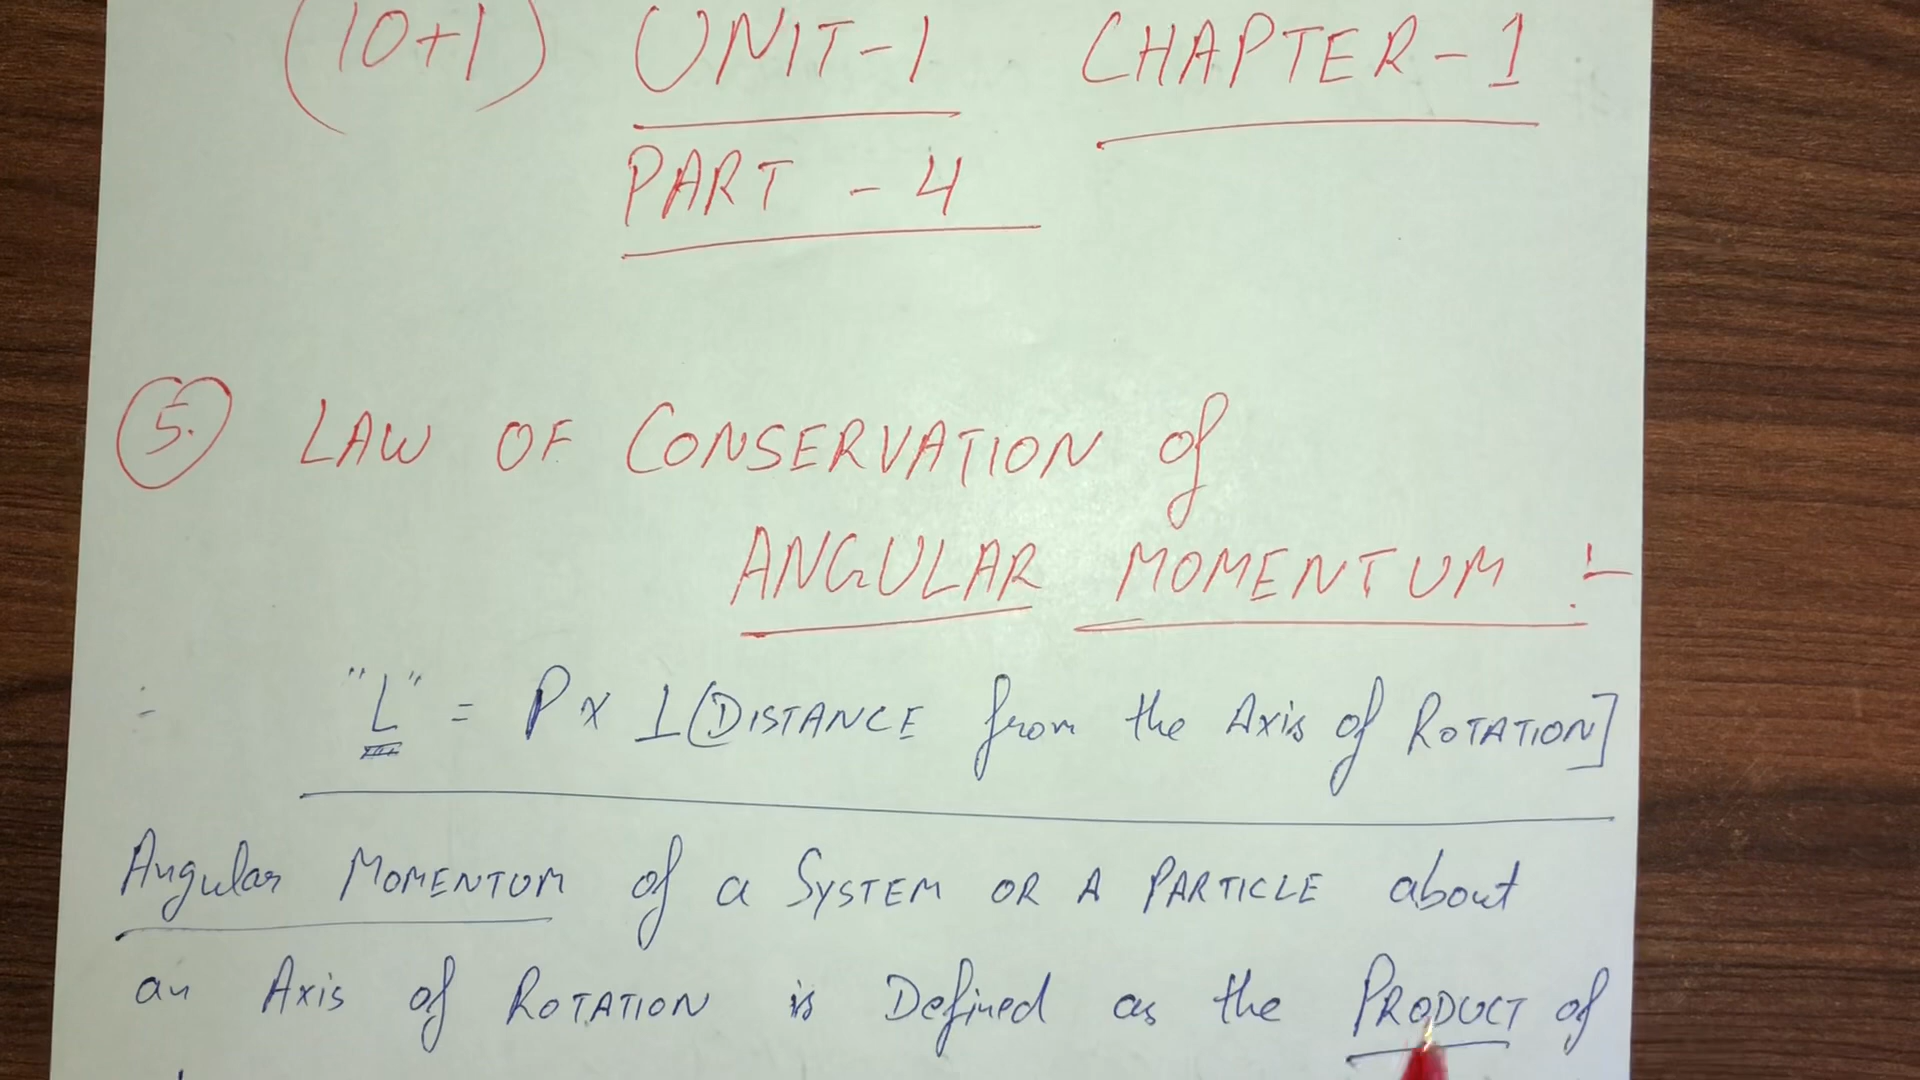 (10+1) UNIT-1 CHAPTER-1
PART - 4
5. LAW OF CONSERVATION of
ANGULAR MOMENTUM :-
"L" = P x ⊥ (DISTANCE from the Axis of ROTATION]
Angular MOMENTUM of a SYSTEM OR A PARTICLE about
an Axis of ROTATION is Defined as the PRODUCT of